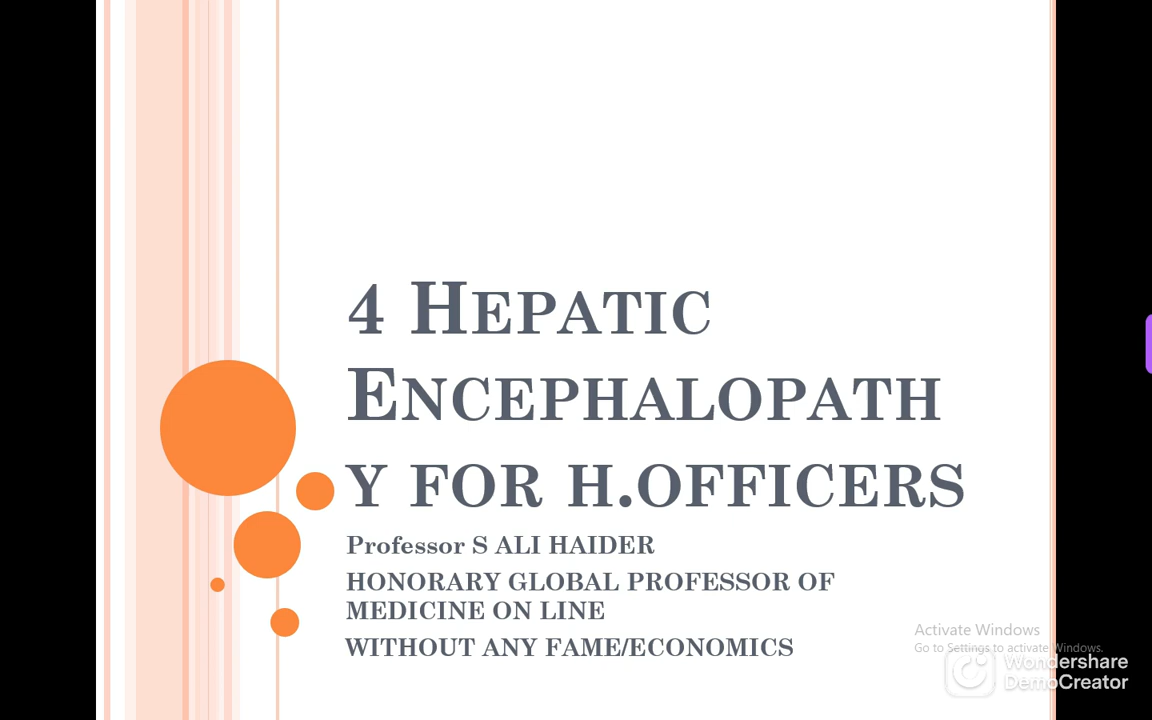 4 HEPATIC
ENCEPHALOPATH
Y FOR H.OFFICERS
Professor S ALI HAIDER
HONORARY GLOBAL PROFESSOR OF
MEDICINE ON LINE
WITHOUT ANY FAME/ECONOMICS
Activate Windows
Go to Settings to activate Windows.
Wondershare
DemoCreator